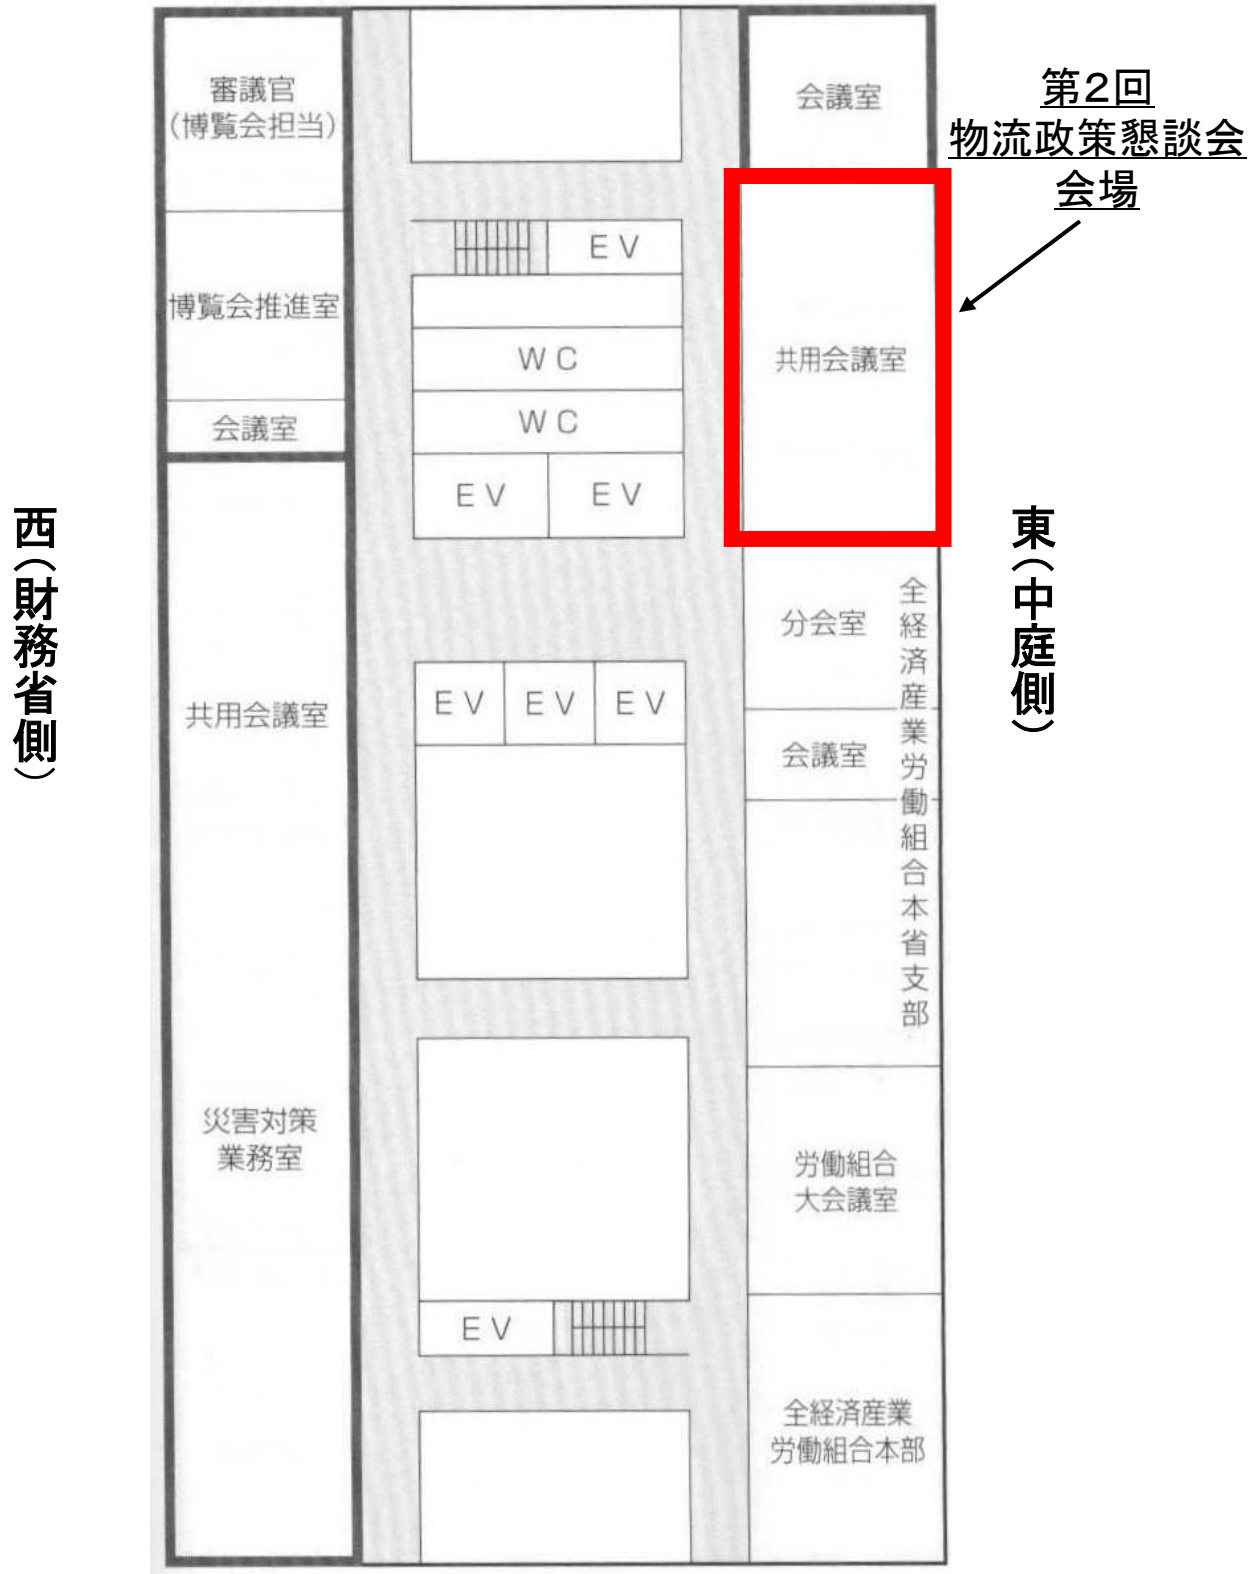 審議官
(博覧会担当)
博覧会推進室
会議室
共用会議室
災害対策
業務室
西(財務省側)
EV
WC
WC
EV
EV
EV
EV
EV
EV
会議室
共用会議室
分会室
会議室
全経済産業労働組合本省支部
労働組合
大会議室
全経済産業
労働組合本部
第2回
物流政策懇談会
会場
東(中庭側)